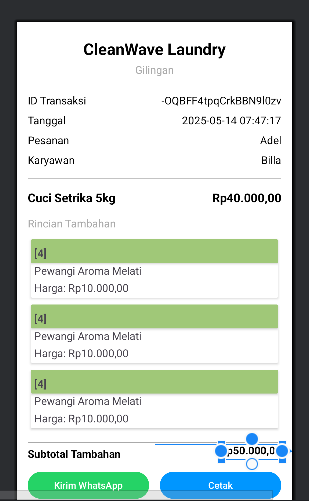 CleanWave Laundry
Gilingan
ID Transaksi -OQBFF4tpqCrkBBN9l0zv
Tanggal 2025-05-14 07:47:17
Pesanan Adel
Karyawan Billa
Cuci Setrika 5kg Rp40.000,00
Rincian Tambahan
[4]
Pewangi Aroma Melati
Harga: Rp10.000,00
[4]
Pewangi Aroma Melati
Harga: Rp10.000,00
[4]
Pewangi Aroma Melati
Harga: Rp10.000,00
Subtotal Tambahan p50.000,0
Kirim WhatsApp Cetak